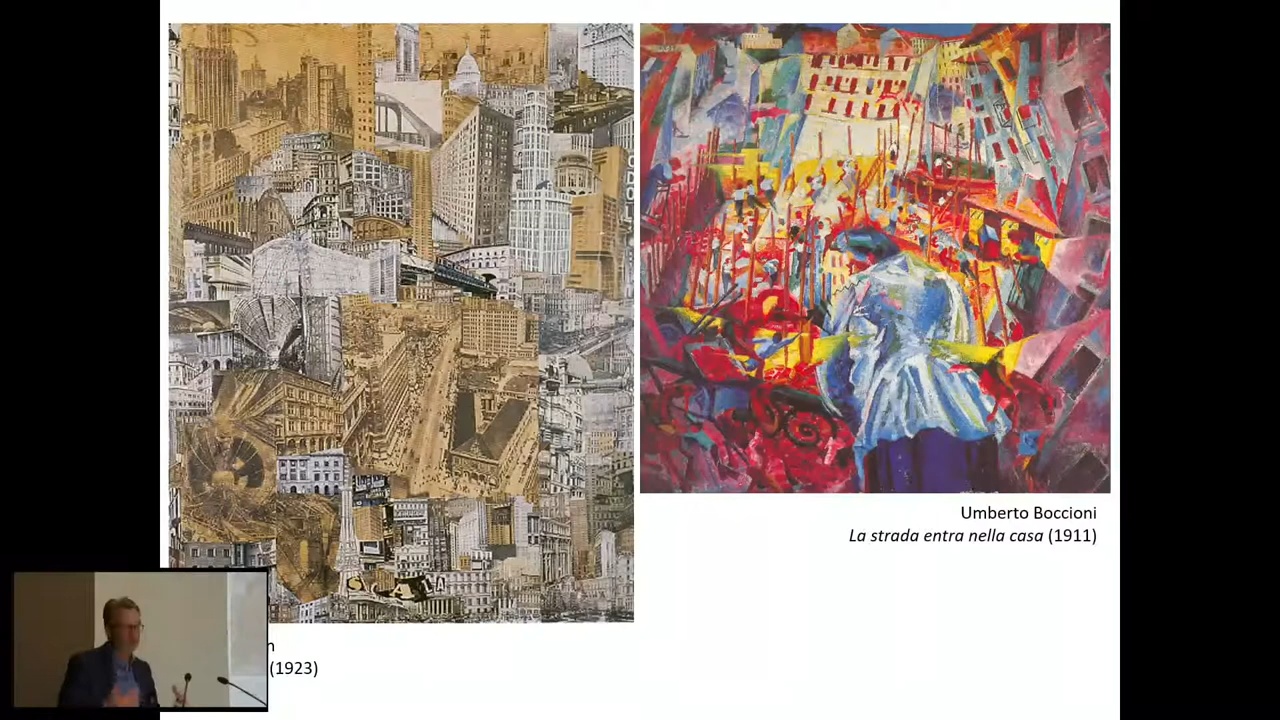 n
(1923)
Umberto Boccioni
La strada entra nella casa (1911)